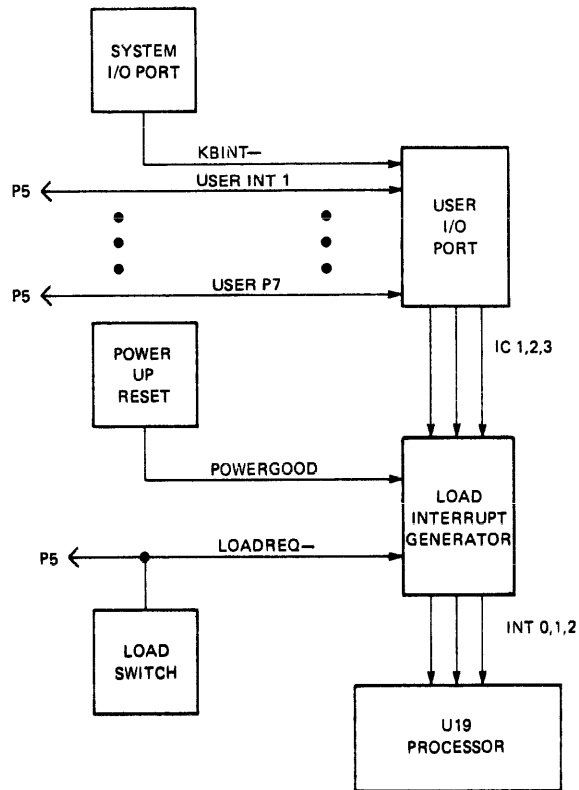 SYSTEM
I/O PORT
KBINT—
P5
USER INT 1
USER
I/O
PORT
P5
USER P7
POWER
UP
RESET
IC 1,2,3
POWERGOOD
LOAD
INTERRUPT
GENERATOR
P5
LOADREQ—
LOAD
SWITCH
INT 0,1,2
U19
PROCESSOR